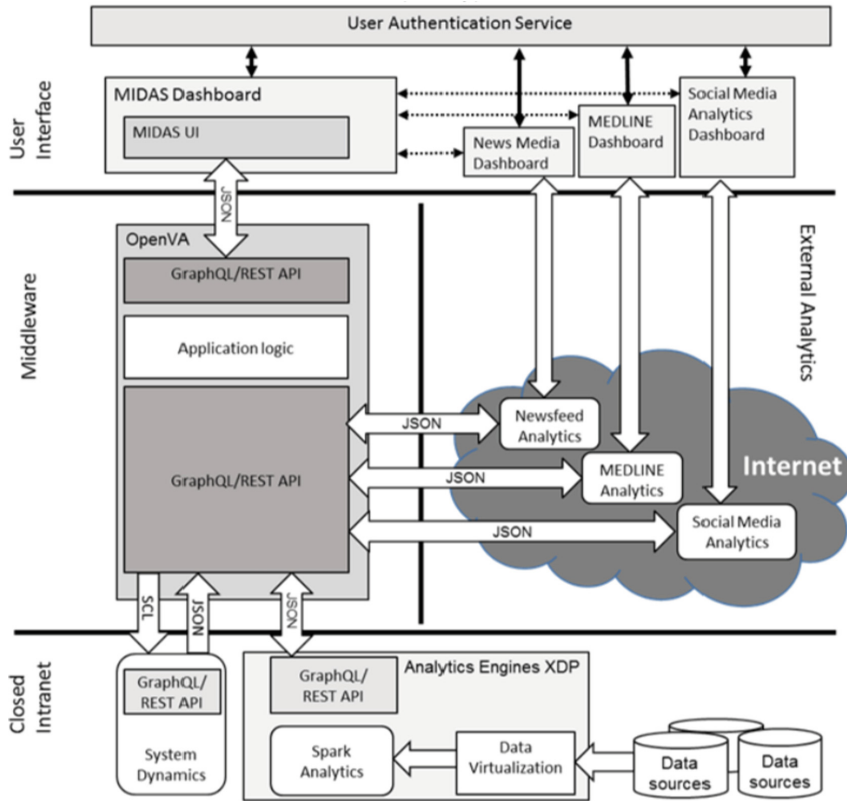 User Authentication Service
User
Interface
MIDAS Dashboard
MIDAS UI
News Media
Dashboard
MEDLINE
Dashboard
Social Media
Analytics
Dashboard
JSON
Middleware
OpenVA
GraphQL/REST API
Application logic
GraphQL/REST API
External Analytics
JSON
JSON
JSON
Newsfeed
Analytics
MEDLINE
Analytics
Internet
Social Media
Analytics
SCL
JSON
JSON
Closed
Intranet
GraphQL/
REST API
System
Dynamics
Analytics Engines XDP
GraphQL/
REST API
Spark
Analytics
Data
Virtualization
Data
sources
Data
sources